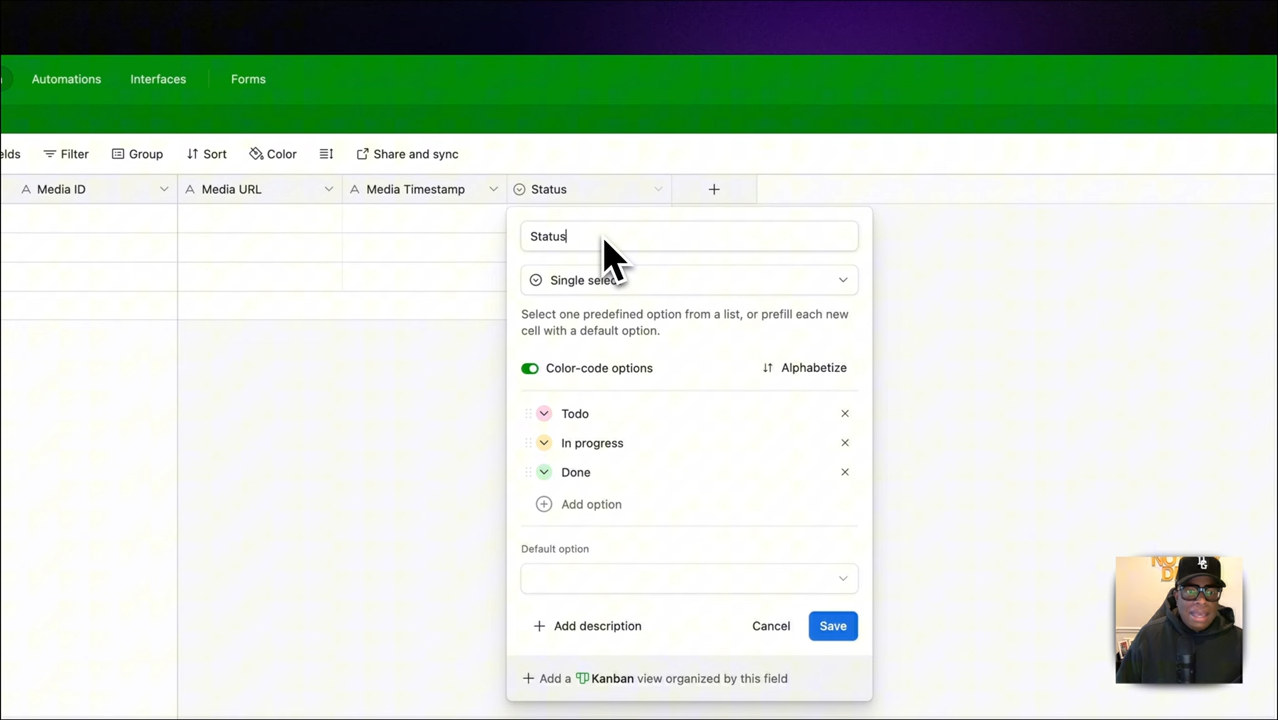 Automations Interfaces Forms
elds Filter Group Sort Color Share and sync
Media ID Media URL Media Timestamp Status
Status
Single selec
Select one predefined option from a list, or prefill each new
cell with a default option.
Color-code options Alphabetize
Todo
In progress
Done
Add option
Default option
Add description Cancel Save
Add a Kanban view organized by this field